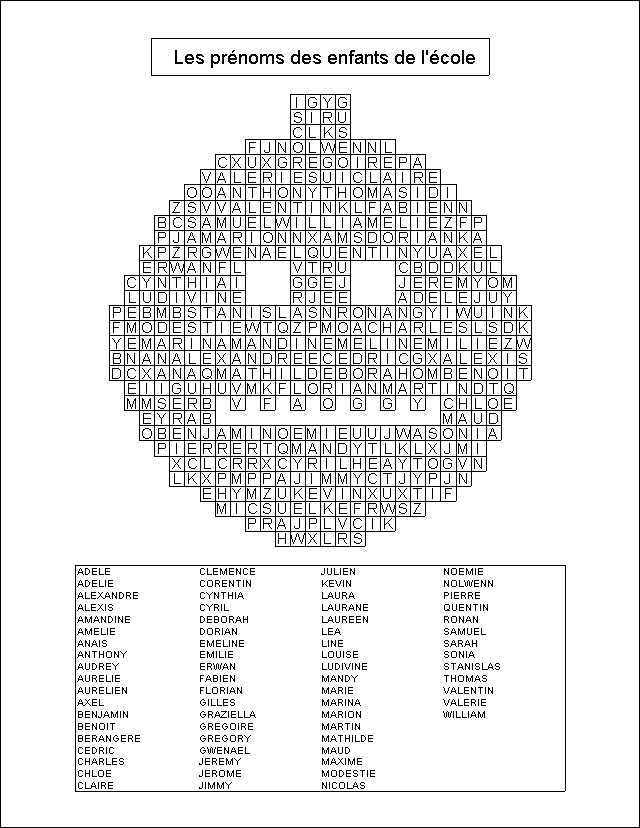 Les prénoms des enfants de l'école
IGYG
SIRU
CLKS
FJNOLWENNL
CXUXGREGOIREPA
VALERIESUICLAIRE
OOANTHONYTHOMASIDI
ZSVVALENTINKLFABIENN
BCSAMUELWILLIAMELIEZFP
PJAMARIONNXAMSDORIANKA
KPZRGWENAELQUENTINYUAXEL
ERWANFL VTRU CBDDKUL
CYNTHIAI GGEJ JEREMYOM
LUDIVINE RJEE ADELEJUY
PEBMBSTANISLASNRONANGYIWUINK
FMODESTIEWTQZPMOACHARLESLSDK
YEMARINAMANDINEMELINEMILIEZW
BNANALEXANDREECEDRICGXALEXIS
DCXANAQMATHILDEBORAHOMBENOIT
EIIGUHUVMKFLORIANMARTINDTQ
MMSERB V F A O G G Y CHLOE
EYRAB MAUD
OBENJAMINOEMIEUUJWASONIA
PIERRERTQMANDYTLKLXJMI
XCLCRRXCYRILHEAYTOGVN
LKXPMPPAJIMMYCTJYPJN
EHYMZUKEVINXUXTIF
MICSUELKEFRWSZ
PRAJPLVCIK
HWXLRS
ADELE CLEMENCE JULIEN NOEMIE
ADELIE CORENTIN KEVIN NOLWENN
ALEXANDRE CYNTHIA LAURA PIERRE
ALEXIS CYRIL LAURANE QUENTIN
AMANDINE DEBORAH LAUREEN RONAN
AMELIE DORIAN LEA SAMUEL
ANAIS EMELINE LINE SARAH
ANTHONY EMILIE LOUISE SONIA
AUDREY ERWAN LUDIVINE STANISLAS
AURELIE FABIEN MANDY THOMAS
AURELIEN FLORIAN MARIE VALENTIN
AXEL GILLES MARINA VALERIE
BENJAMIN GRAZIELLA MARION WILLIAM
BENOIT GREGOIRE MARTIN
BERANGERE GREGORY MATHILDE
CEDRIC GWENAEL MAUD
CHARLES JEREMY MAXIME
CHLOE JEROME MODESTIE
CLAIRE JIMMY NICOLAS